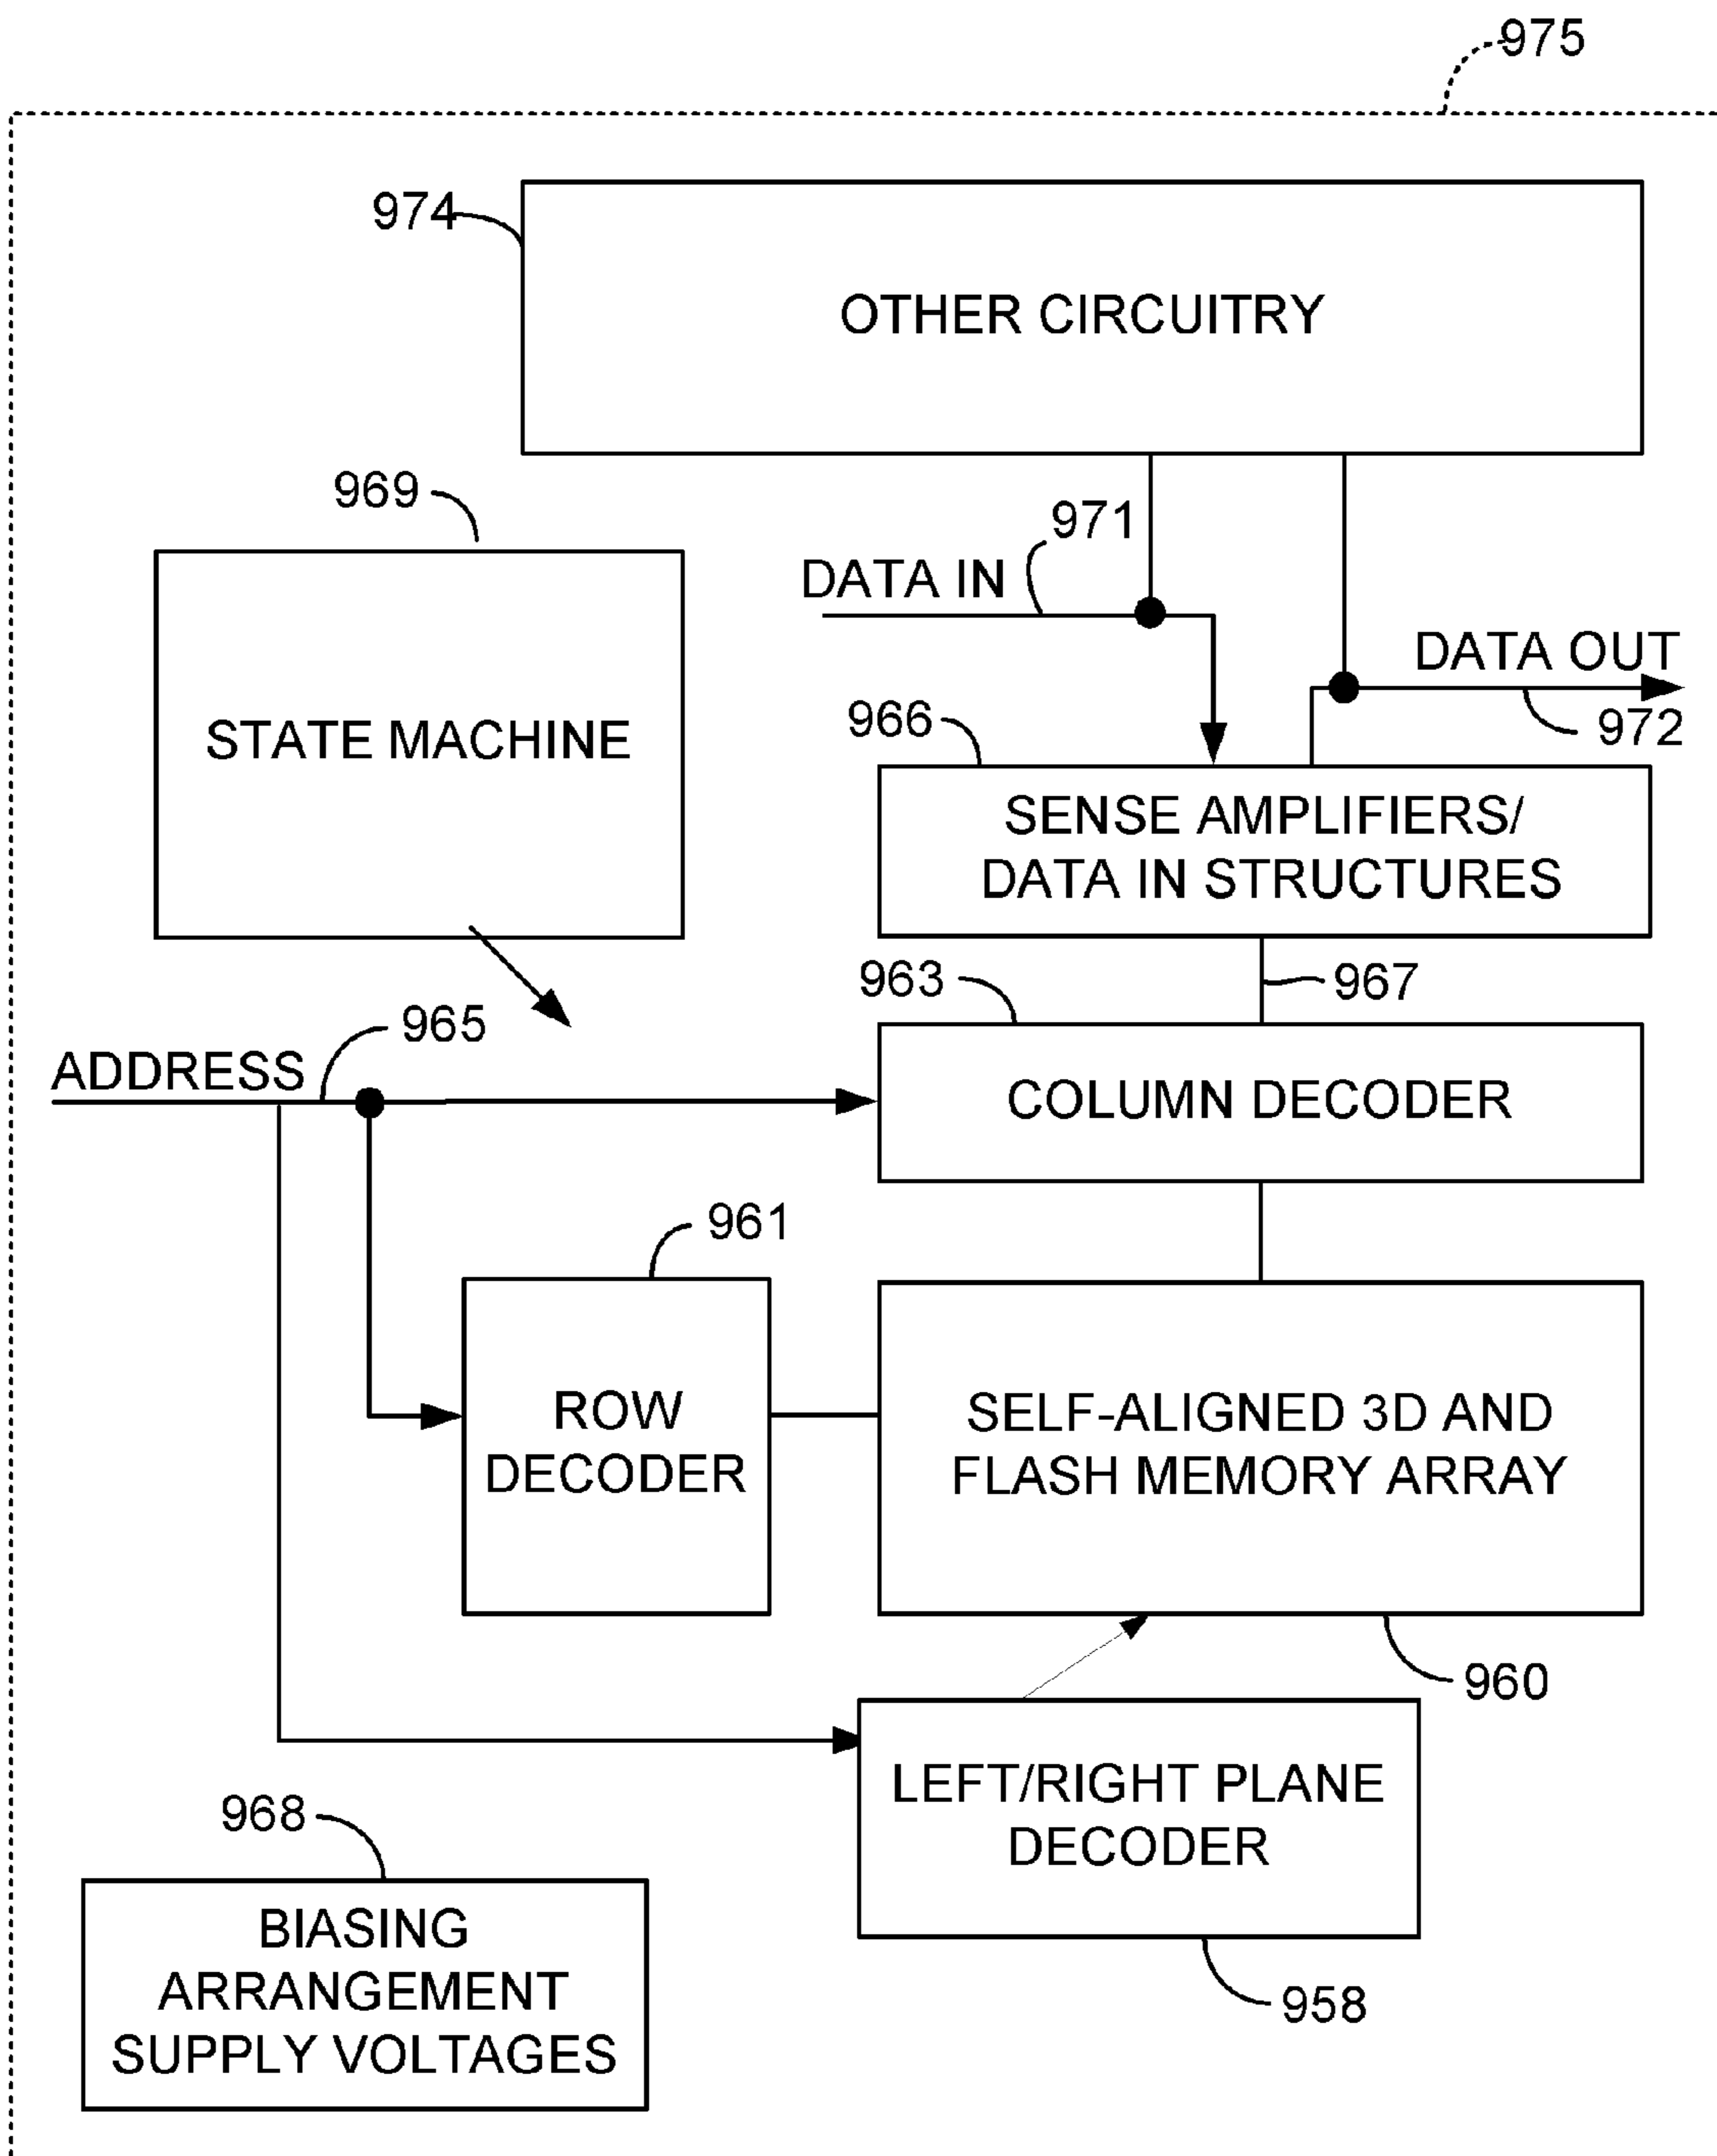 975
974
OTHER CIRCUITRY
969
971
DATA IN
DATA OUT
972
STATE MACHINE
966
SENSE AMPLIFIERS/
DATA IN STRUCTURES
963
967
965
ADDRESS
COLUMN DECODER
961
ROW
DECODER
SELF-ALIGNED 3D AND
FLASH MEMORY ARRAY
960
LEFT/RIGHT PLANE
DECODER
968
BIASING
ARRANGEMENT
SUPPLY VOLTAGES
958